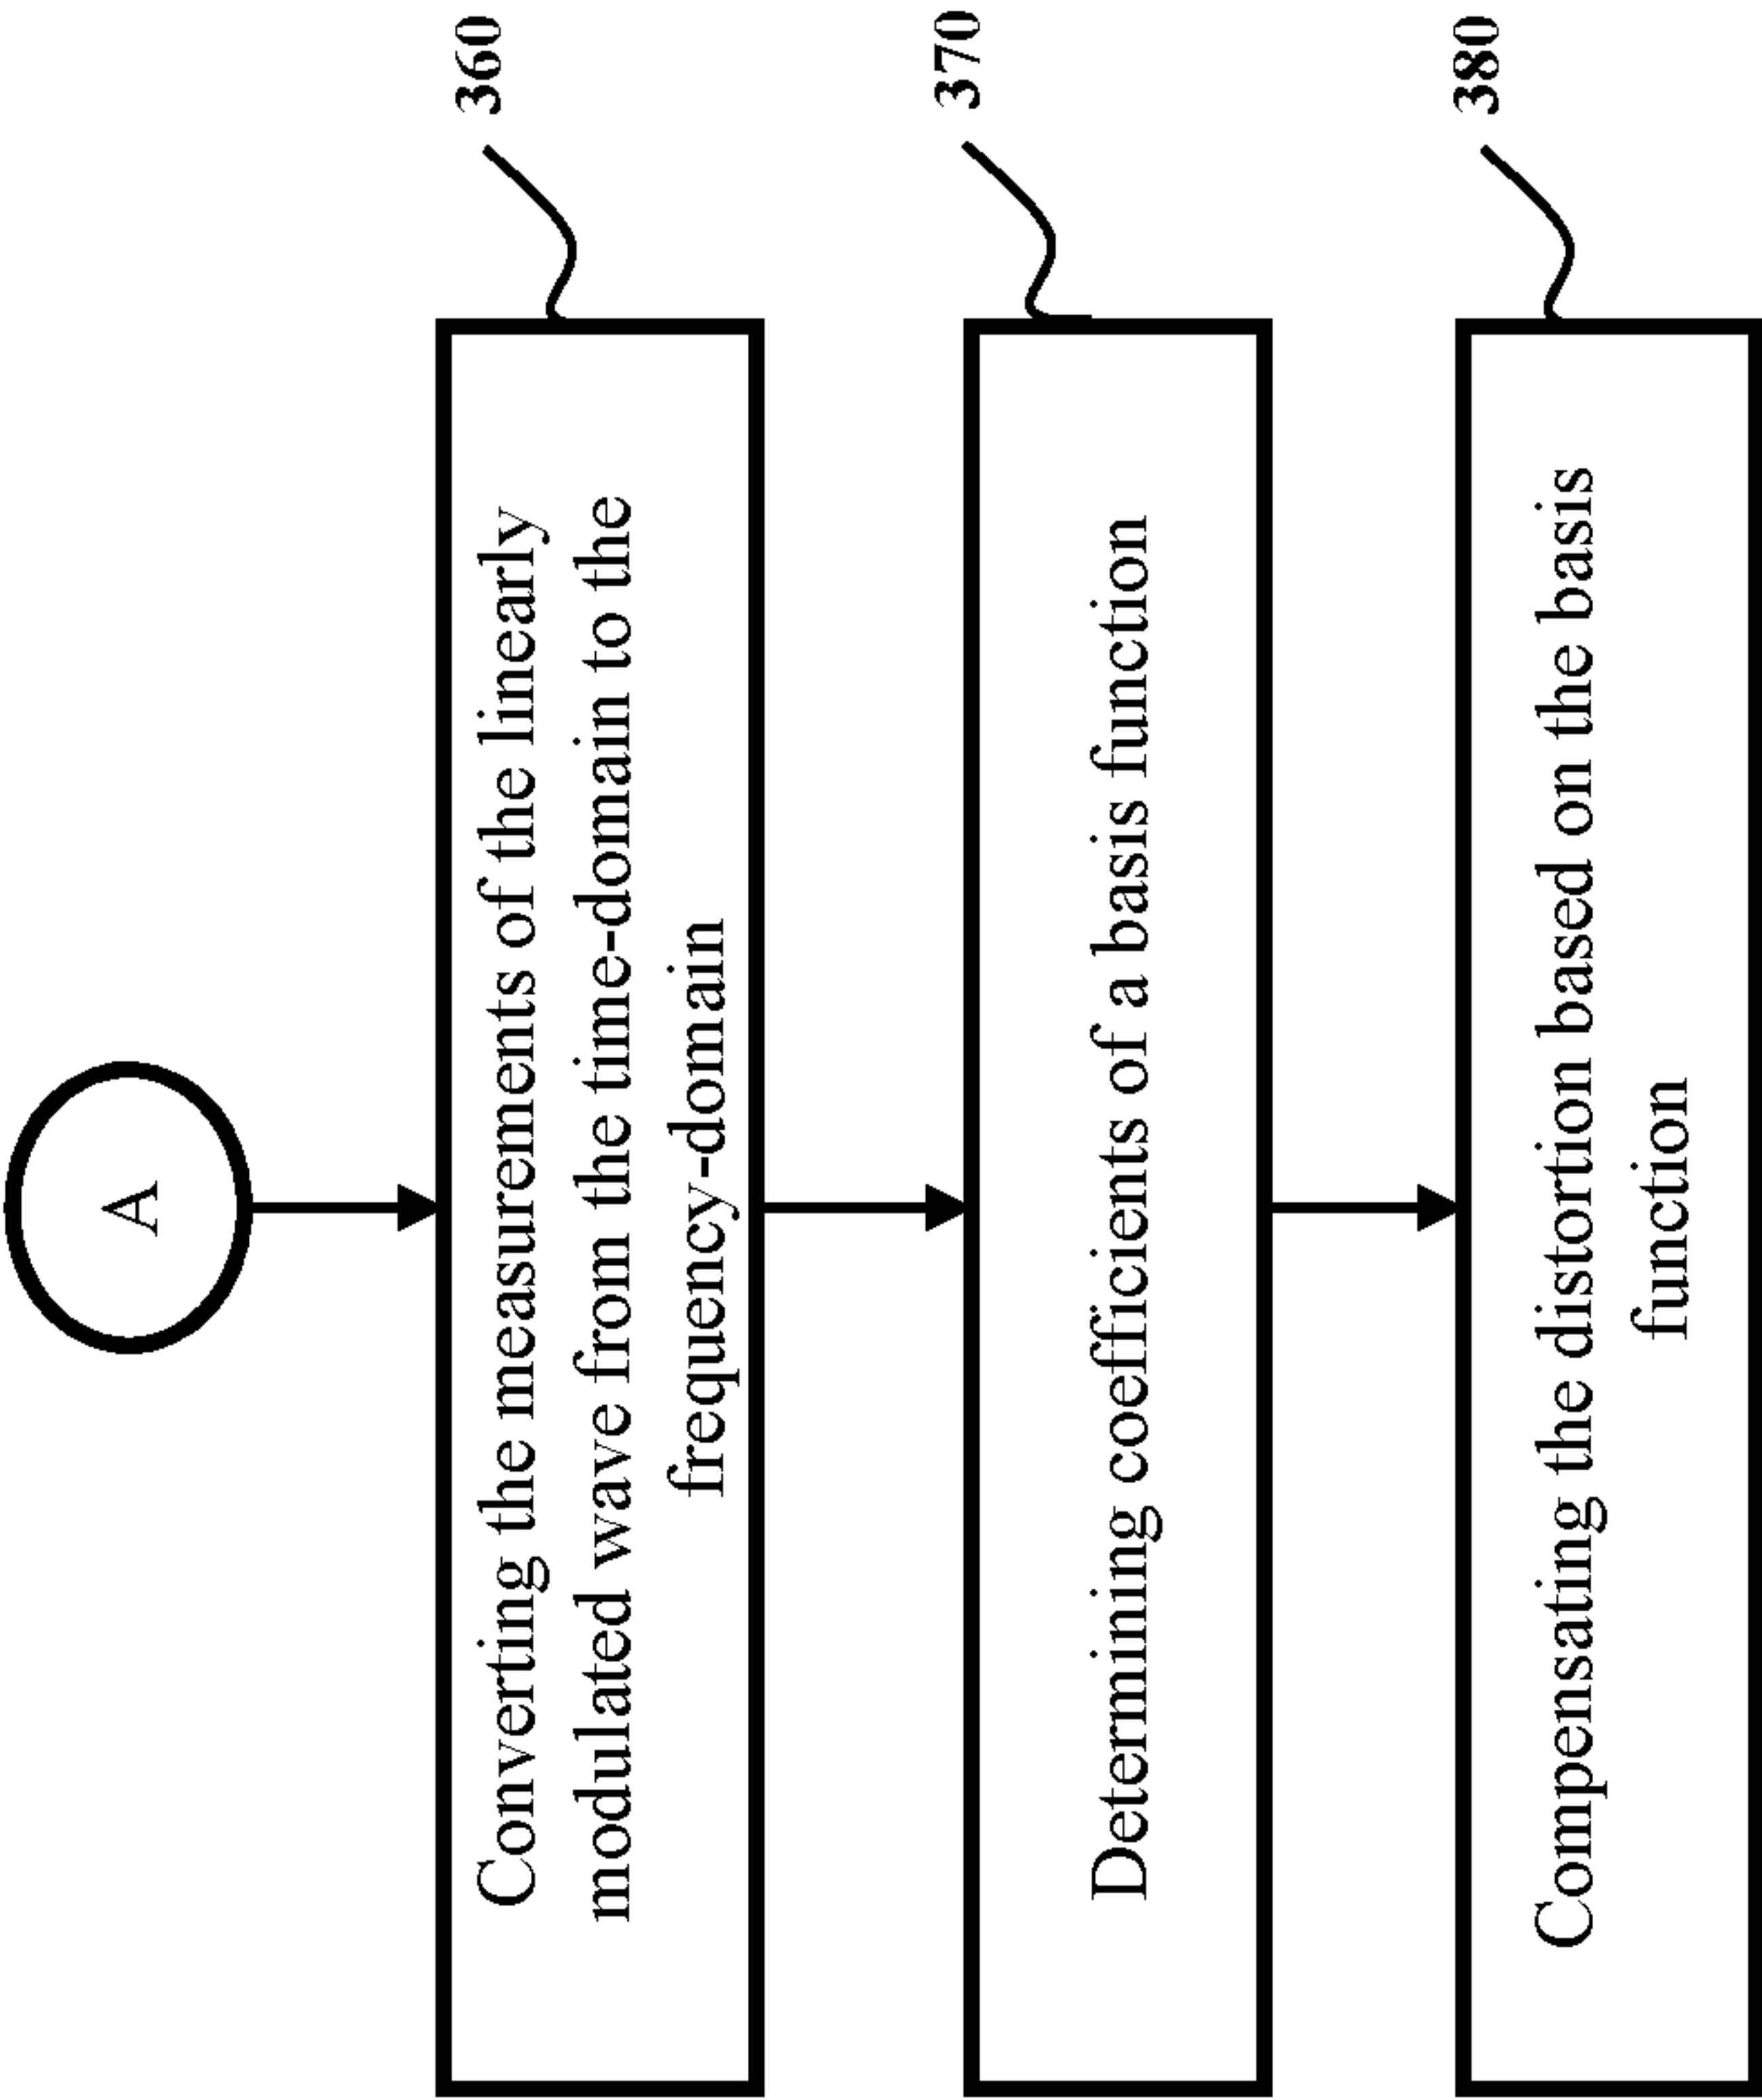 A
360
Converting the measurements of the linearly
modulated wave from the time-domain to the
frequency-domain
370
Determining coefficients of a basis function
380
Compensating the distortion based on the basis
function